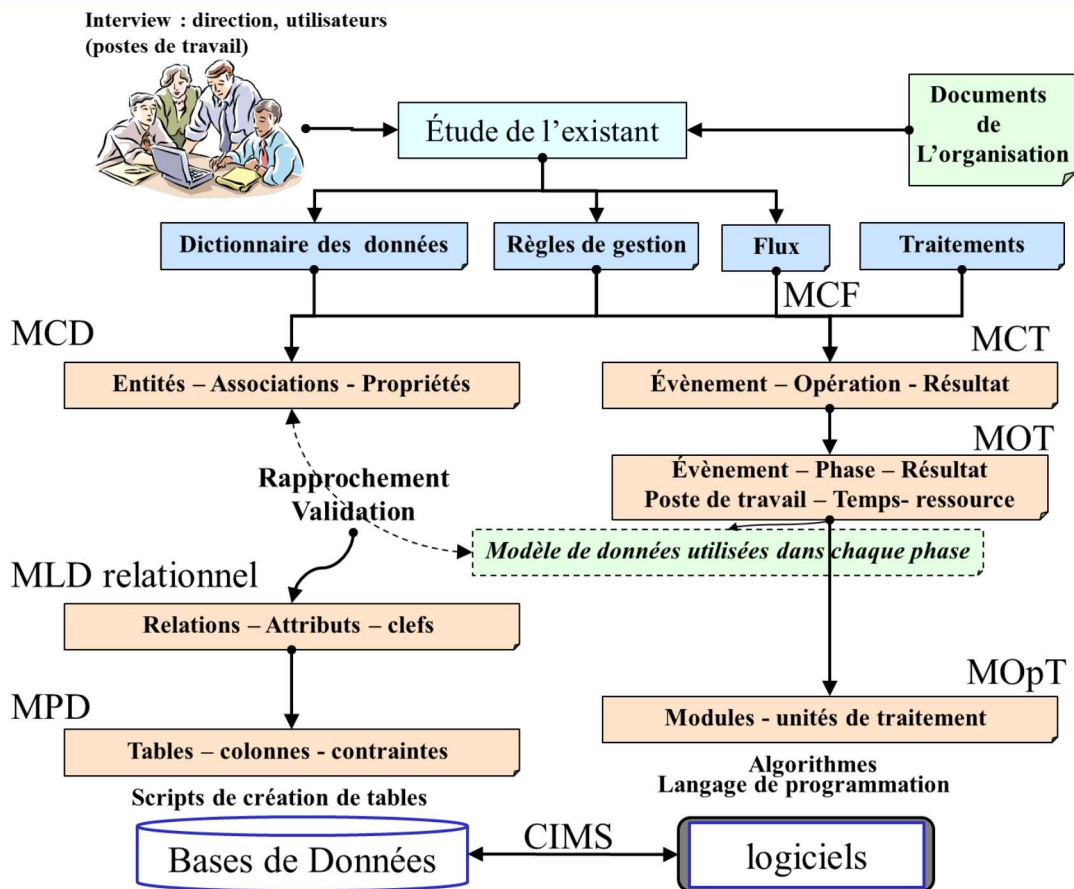 Interview : direction, utilisateurs
(postes de travail)
Étude de l'existant
Documents
de
L'organisation
Dictionnaire des données
Règles de gestion
Flux
Traitements
MCF
MCD
MCT
Entités – Associations - Propriétés
Évènement – Opération - Résultat
MOT
Évènement – Phase – Résultat
Poste de travail – Temps- ressource
Rapprochement
Validation
Modèle de données utilisées dans chaque phase
MLD relationnel
Relations – Attributs – clefs
MOpT
MPD
Modules - unités de traitement
Tables – colonnes - contraintes
Algorithmes
Langage de programmation
Scripts de création de tables
CIMS
Bases de Données
logiciels